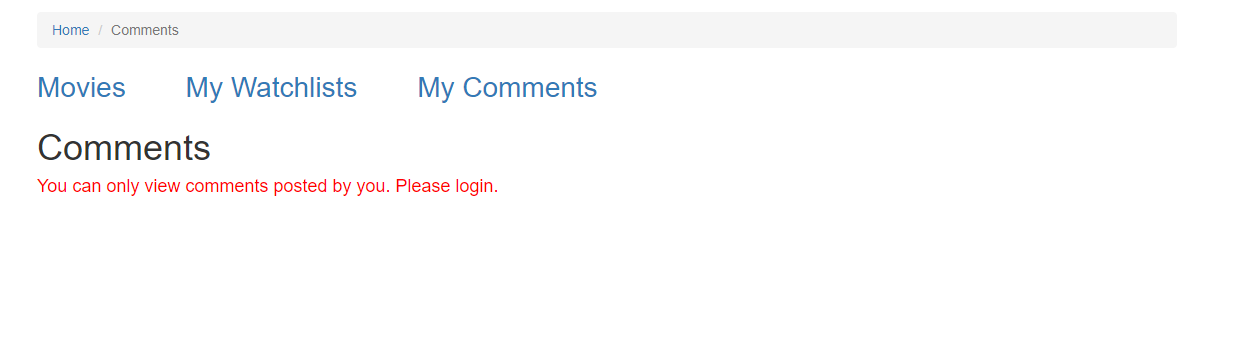 Home / Comments
Movies My Watchlists My Comments
Comments
You can only view comments posted by you. Please login.